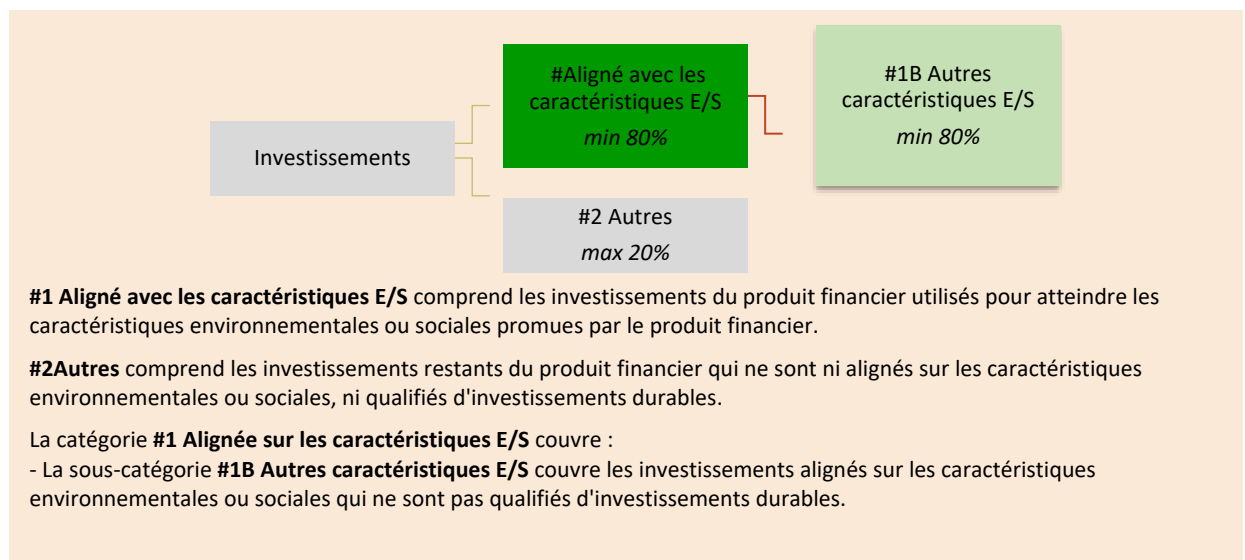 #Aligné avec les
caractéristiques E/S
min 80%
#1B Autres
caractéristiques E/S
min 80%
Investissements
#2 Autres
max 20%
#1 Aligné avec les caractéristiques E/S comprend les investissements du produit financier utilisés pour atteindre les
caractéristiques environnementales ou sociales promues par le produit financier.
#2Autres comprend les investissements restants du produit financier qui ne sont ni alignés sur les caractéristiques
environnementales ou sociales, ni qualifiés d'investissements durables.
La catégorie #1 Alignée sur les caractéristiques E/S couvre :
- La sous-catégorie #1B Autres caractéristiques E/S couvre les investissements alignés sur les caractéristiques
environnementales ou sociales qui ne sont pas qualifiés d'investissements durables.